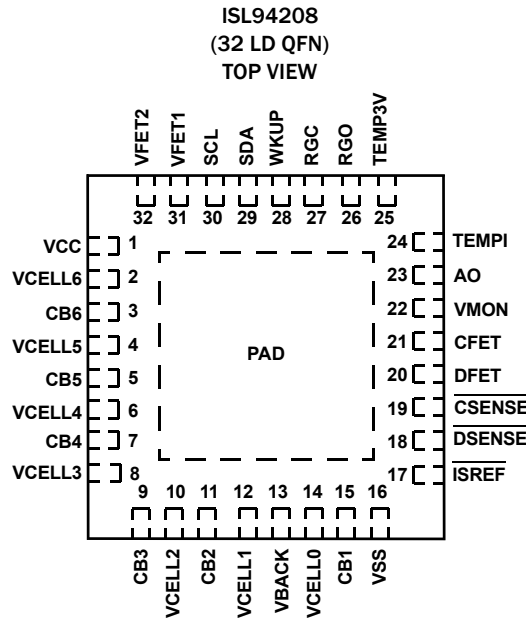 ISL94208
(32 LD QFN)
TOP VIEW
VFET2
VFET1
SCL
SDA
WKUP
RGC
RGO
TEMP3V
32 31 30 29 28 27 26 25
VCC 1
VCELL6 2
CB6 3
VCELL5 4
CB5 5
VCELL4 6
CB4 7
VCELL3 8
PAD
24 TEMPI
23 AO
22 VMON
21 CFET
20 DFET
19 CSENSE
18 DSENSE
17 ISREF
9 10 11 12 13 14 15 16
CB3
VCELL2
CB2
VCELL1
VBACK
VCELL0
CB1
VSS